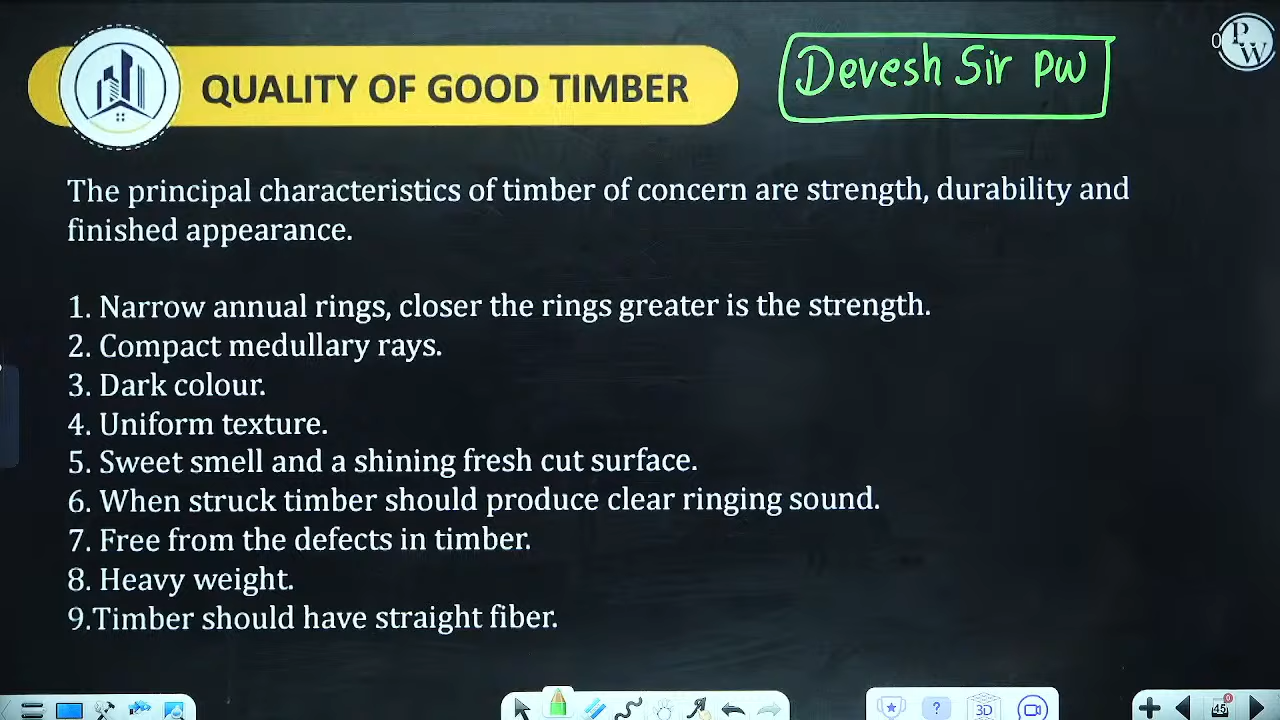 QUALITY OF GOOD TIMBER
Devesh Sir PW
PW
The principal characteristics of timber of concern are strength, durability and
finished appearance.
1. Narrow annual rings, closer the rings greater is the strength.
2. Compact medullary rays.
3. Dark colour.
4. Uniform texture.
5. Sweet smell and a shining fresh cut surface.
6. When struck timber should produce clear ringing sound.
7. Free from the defects in timber.
8. Heavy weight.
9.Timber should have straight fiber.
? 3D 45